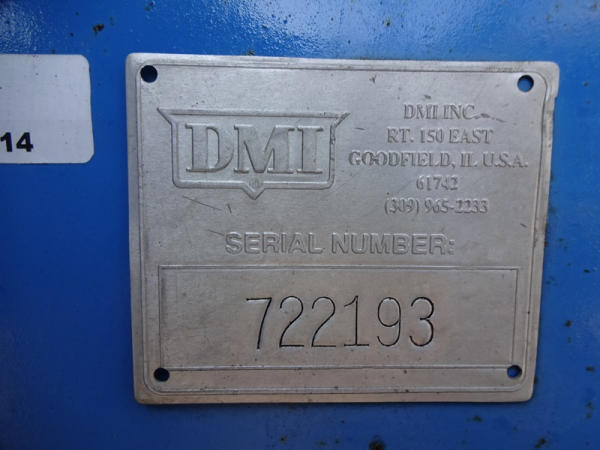 14
DMI
DMI INC.
RT. 150 EAST
GOODFIELD, IL U.S.A.
61742
(309) 965-2233
SERIAL NUMBER:
722193